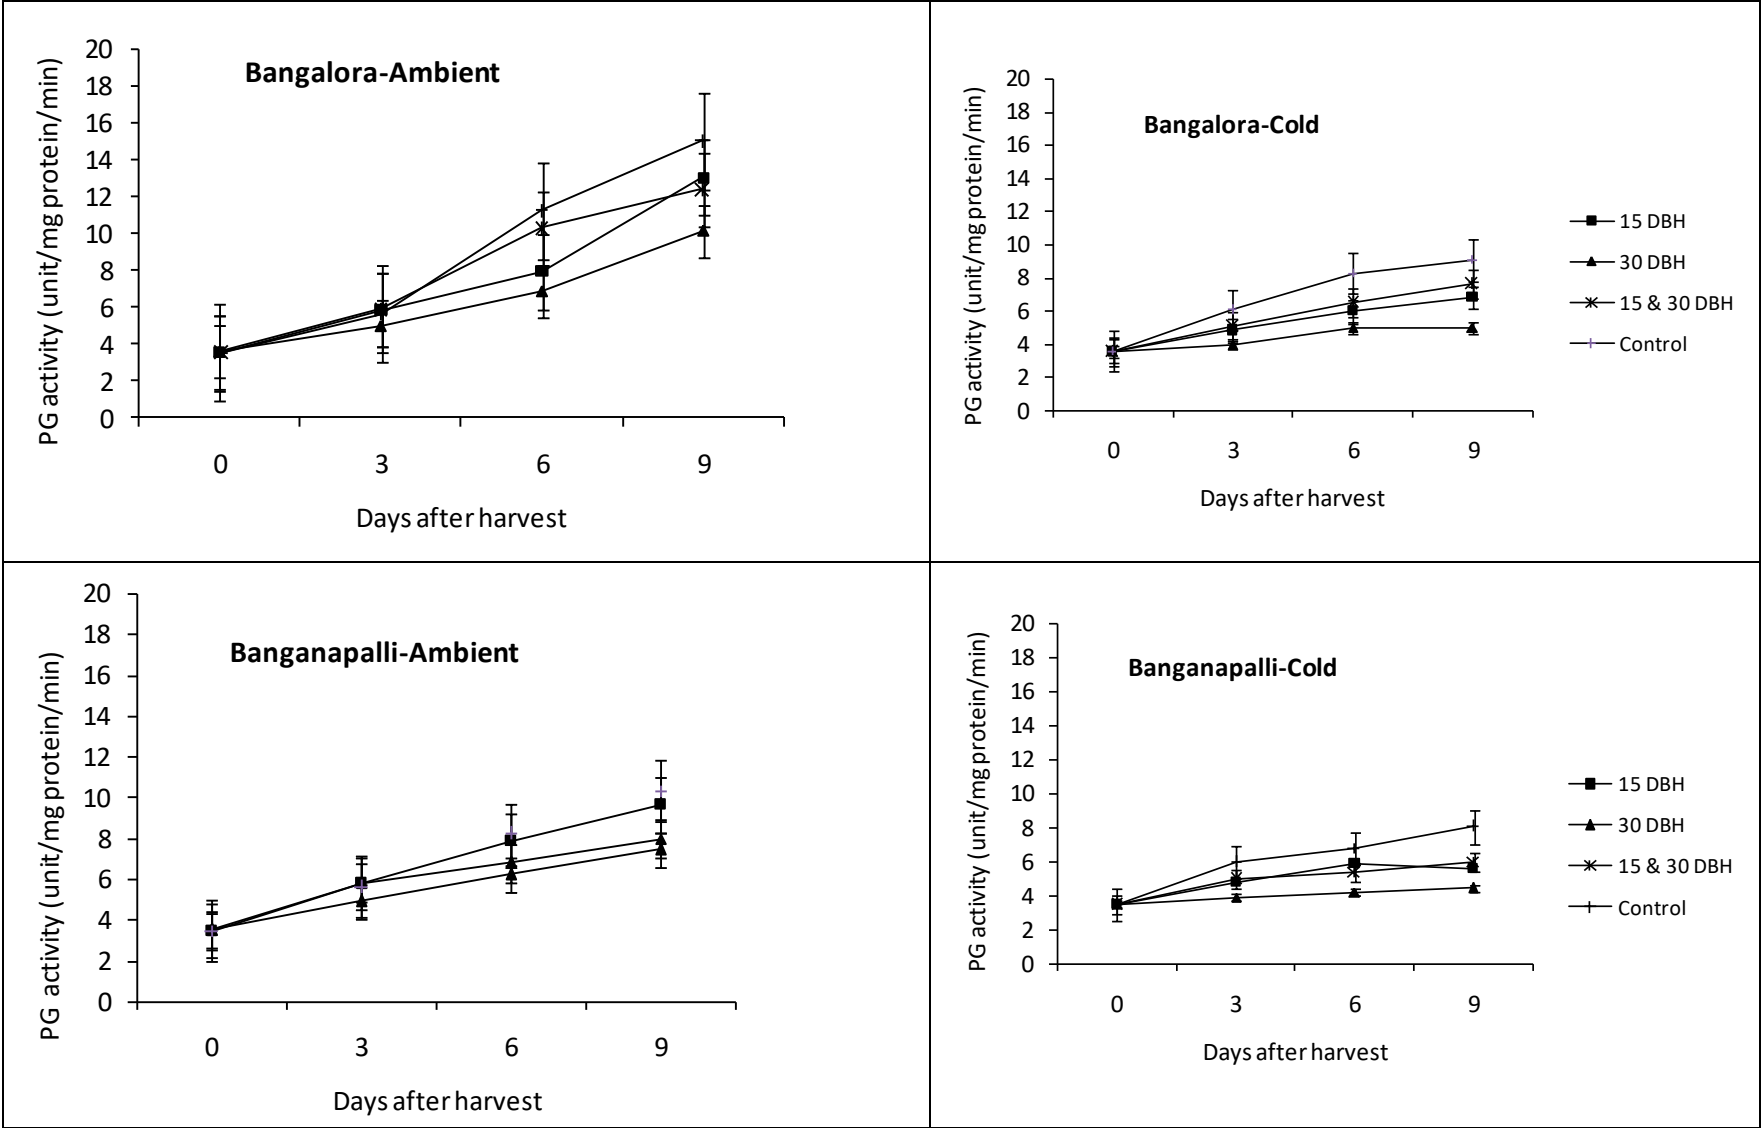 Bangalora-Ambient
PG activity (unit/mg protein/min)
20
18
16
14
12
10
8
6
4
2
0
0 3 6 9
Days after harvest
Bangalora-Cold
PG activity (unit/mg protein/min)
20
18
16
14
12
10
8
6
4
2
0
0 3 6 9
Days after harvest
15 DBH
30 DBH
15 & 30 DBH
Control
Banganapalli-Ambient
PG activity (unit/mg protein/min)
20
18
16
14
12
10
8
6
4
2
0
0 3 6 9
Days after harvest
Banganapalli-Cold
PG activity (unit/mg protein/min)
20
18
16
14
12
10
8
6
4
2
0
0 3 6 9
Days after harvest
15 DBH
30 DBH
15 & 30 DBH
Control